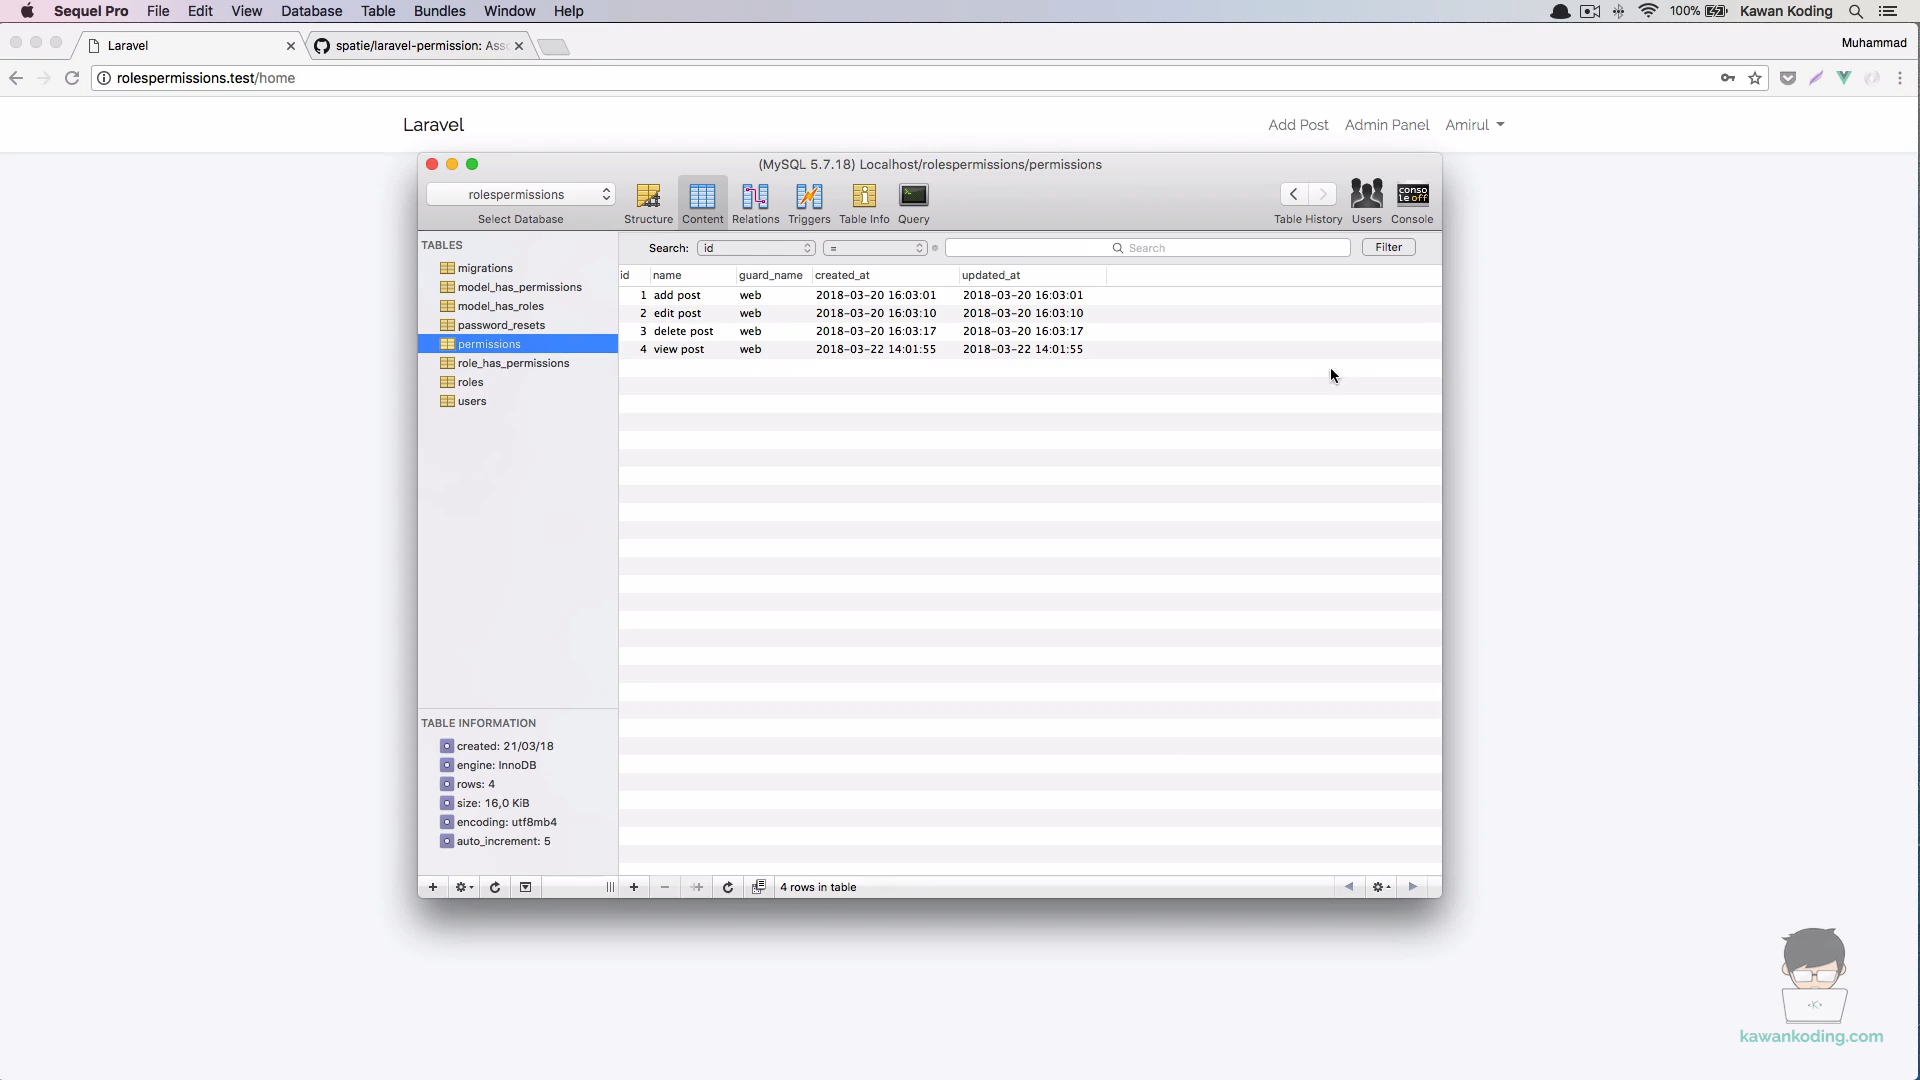 Sequel Pro File Edit View Database Table Bundles Window Help 100% Kawan Koding
Laravel spatie/laravel-permission: Ass Muhammad
rolespermissions.test/home
Laravel Add Post Admin Panel Amirul
(MySQL 5.7.18) Localhost/rolespermissions/permissions
rolespermissions
Select Database Structure Content Relations Triggers Table Info Query Table History Users Console
conso
le off
TABLES
migrations
model_has_permissions
model_has_roles
password_resets
permissions
role_has_permissions
roles
users
Search: id = Search Filter
id name guard_name created_at updated_at
1 add post web 2018-03-20 16:03:01 2018-03-20 16:03:01
2 edit post web 2018-03-20 16:03:10 2018-03-20 16:03:10
3 delete post web 2018-03-20 16:03:17 2018-03-20 16:03:17
4 view post web 2018-03-22 14:01:55 2018-03-22 14:01:55
TABLE INFORMATION
created: 21/03/18
engine: InnoDB
rows: 4
size: 16,0 KiB
encoding: utf8mb4
auto_increment: 5
4 rows in table
<K>
kawankoding.com